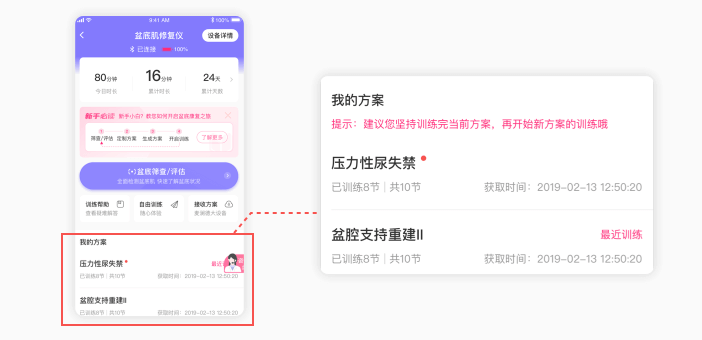 9:41 AM
100%
盆底肌修复仪
设备详情
已连接 100%
80分钟
16分钟
24天
今日时长
累计时长
累计天数
新手必读 新手小白？教您如何开启盆底康复之旅
1 2 3 4
筛查/评估 定制方案 生成方案 开启训练
了解更多
盆底筛查/评估
全面检测盆底肌 快速了解盆底状况
训练帮助
查看疑难解答
自由训练
随心体验
接收方案
麦澜德大设备
我的方案
压力性尿失禁
最近
已训练8节 | 共10节
获取时间：2019-02-13 12:50:20
盆腔支持重建II
已训练8节 | 共10节
获取时间：2019-02-13 12:50:20
我的方案
提示：建议您坚持训练完当前方案，再开始新方案的训练哦
压力性尿失禁
已训练8节 | 共10节
获取时间：2019-02-13 12:50:20
盆腔支持重建II
最近训练
已训练8节 | 共10节
获取时间：2019-02-13 12:50:20